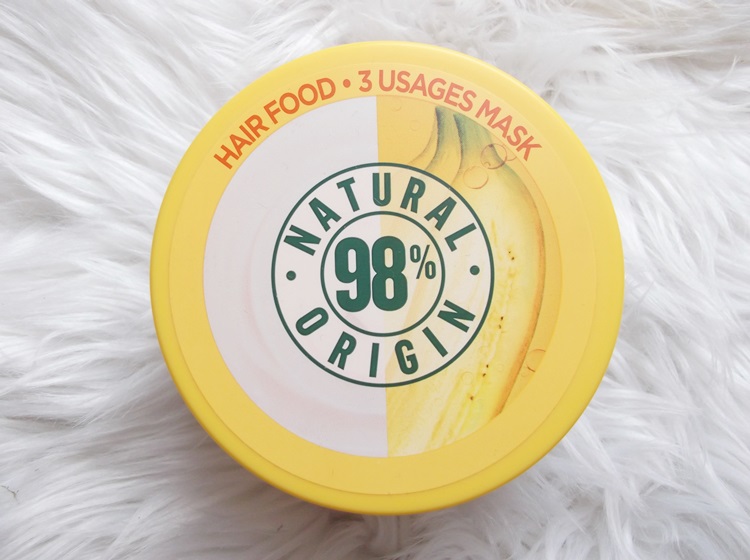 HAIR FOOD • 3 USAGES MASK
NATURAL
98%
ORIGIN